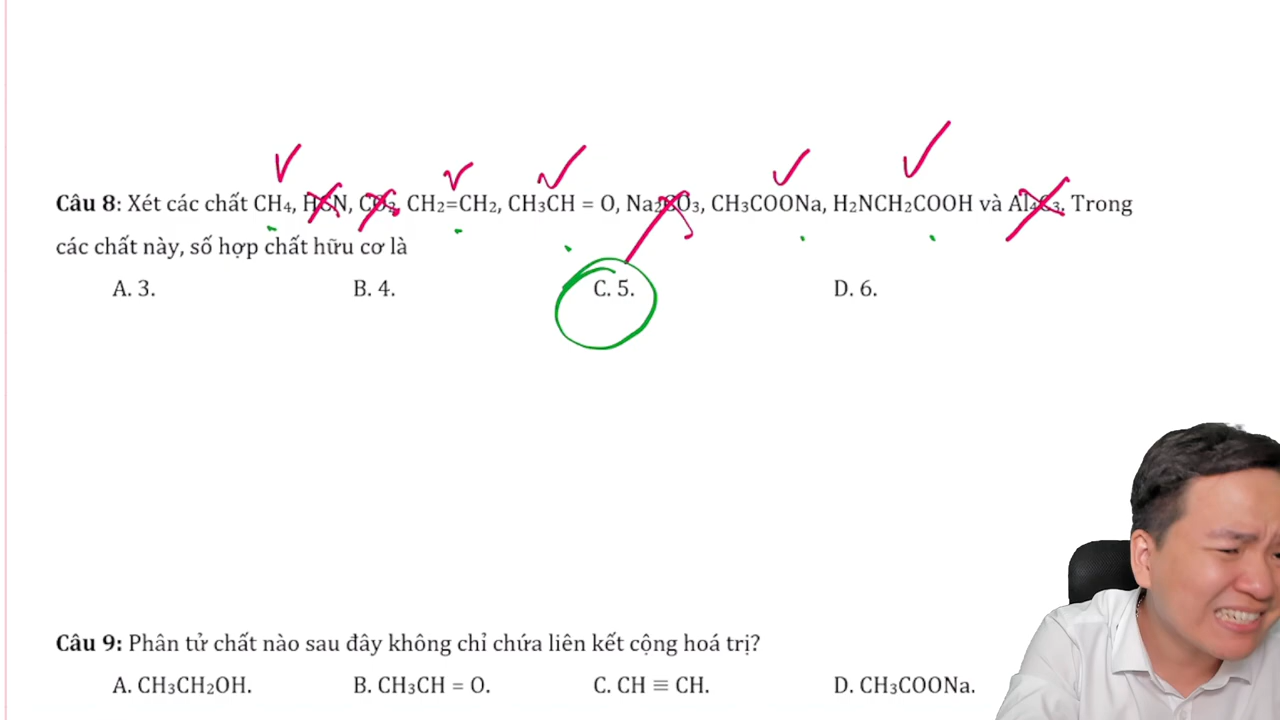 Câu 8: Xét các chất CH₄, HCN, CO₂, CH₂=CH₂, CH₃CH = O, Na₂CO₃, CH₃COONa, H₂NCH₂COOH và Al₄C₃. Trong
các chất này, số hợp chất hữu cơ là
A. 3. B. 4. C. 5. D. 6.
Câu 9: Phân tử chất nào sau đây không chỉ chứa liên kết cộng hoá trị?
A. CH₃CH₂OH. B. CH₃CH = O. C. CH ≡ CH. D. CH₃COONa.